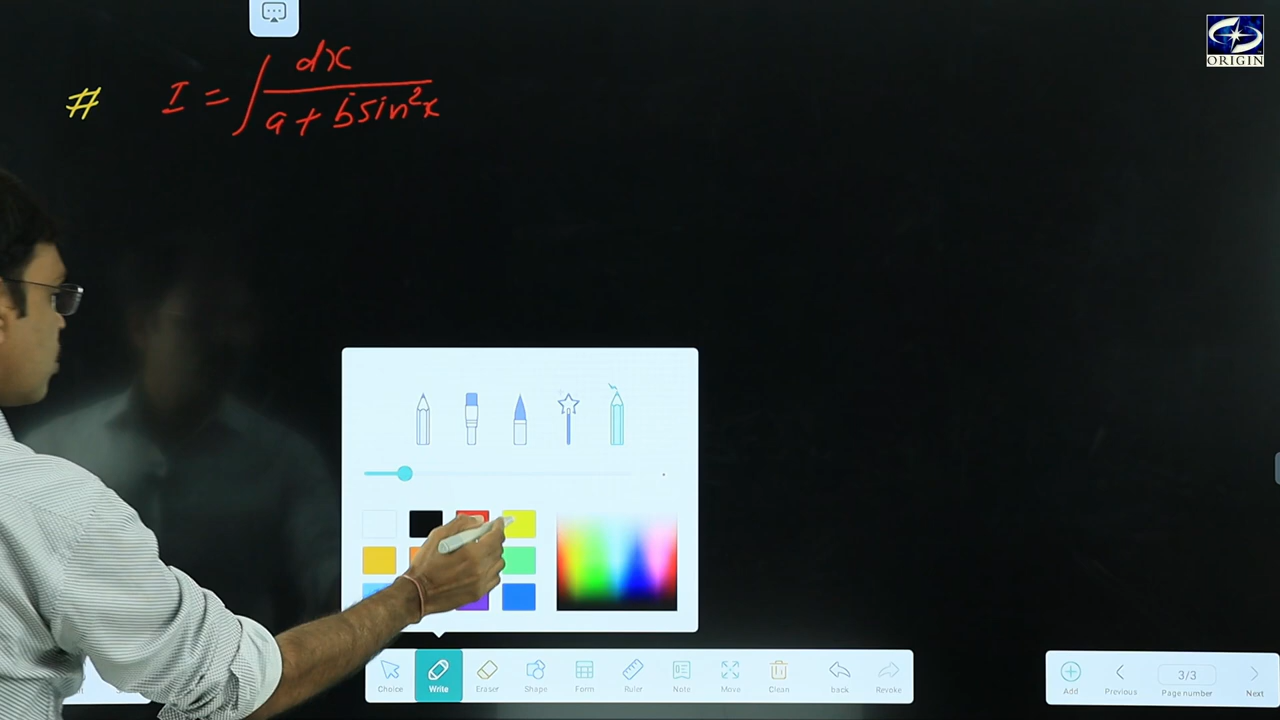 # I = ∫ dx / (a + b sin²x)
ORIGIN
Choice
Write
Eraser
Shape
Form
Ruler
Note
Move
Clean
back
Revoke
Add
Previous
3/3
Page number
Next